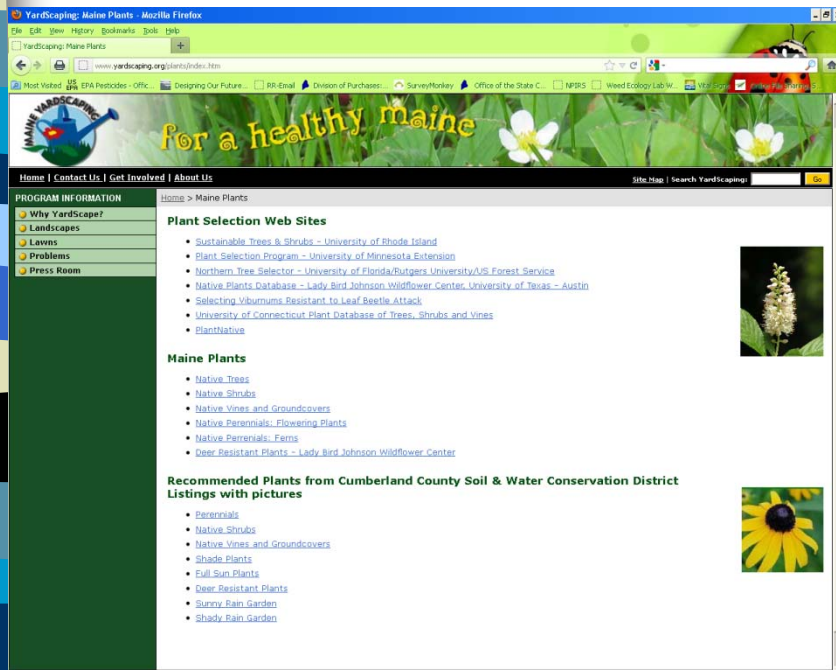 YardScaping: Maine Plants - Mozilla Firefox
File Edit View History Bookmarks Tools Help
YardScaping: Maine Plants +
www.yardscaping.org/plants/index.htm
Most Visited EPA Pesticides - Offic... Designing Our Future... RR-Email Division of Purchases:... SurveyMonkey Office of the State C... NPIRS Weed Ecology Lab W...
MAINE YARDSCAPING
for a healthy maine
Home | Contact Us | Get Involved | About Us
Site Map | Search YardScaping: Go
PROGRAM INFORMATION
Why YardScape?
Landscapes
Lawns
Problems
Press Room
Home > Maine Plants
Plant Selection Web Sites
• Sustainable Trees & Shrubs - University of Rhode Island
• Plant Selection Program - University of Minnesota Extension
• Northern Tree Selector - University of Florida/Rutgers University/US Forest Service
• Native Plants Database - Lady Bird Johnson Wildflower Center, University of Texas - Austin
• Selecting Viburnums Resistant to Leaf Beetle Attack
• University of Connecticut Plant Database of Trees, Shrubs and Vines
• PlantNative
Maine Plants
• Native Trees
• Native Shrubs
• Native Vines and Groundcovers
• Native Perennials: Flowering Plants
• Native Perrenials: Ferns
• Deer Resistant Plants - Lady Bird Johnson Wildflower Center
Recommended Plants from Cumberland County Soil & Water Conservation District
Listings with pictures
• Perennials
• Native Shrubs
• Native Vines and Groundcovers
• Shade Plants
• Full Sun Plants
• Deer Resistant Plants
• Sunny Rain Garden
• Shady Rain Garden